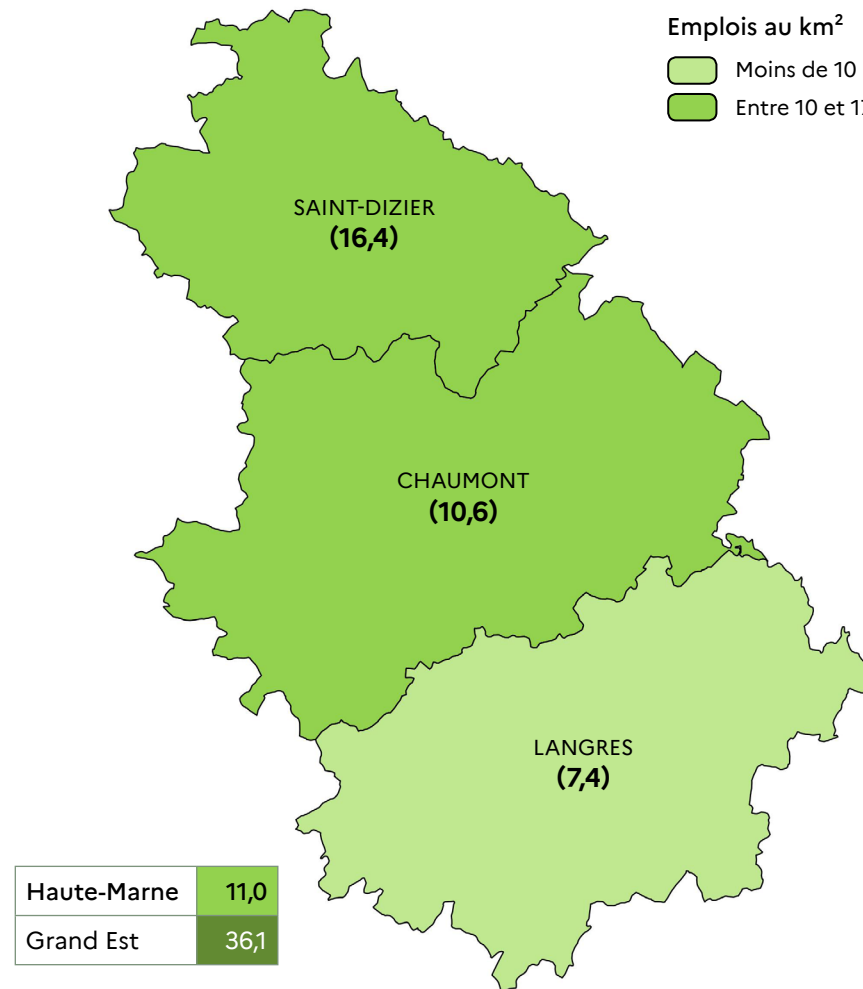 Emplois au km²
Moins de 10
Entre 10 et
SAINT-DIZIER
(16,4)
CHAUMONT
(10,6)
LANGRES
(7,4)
Haute-Marne 11,0
Grand Est 36,1